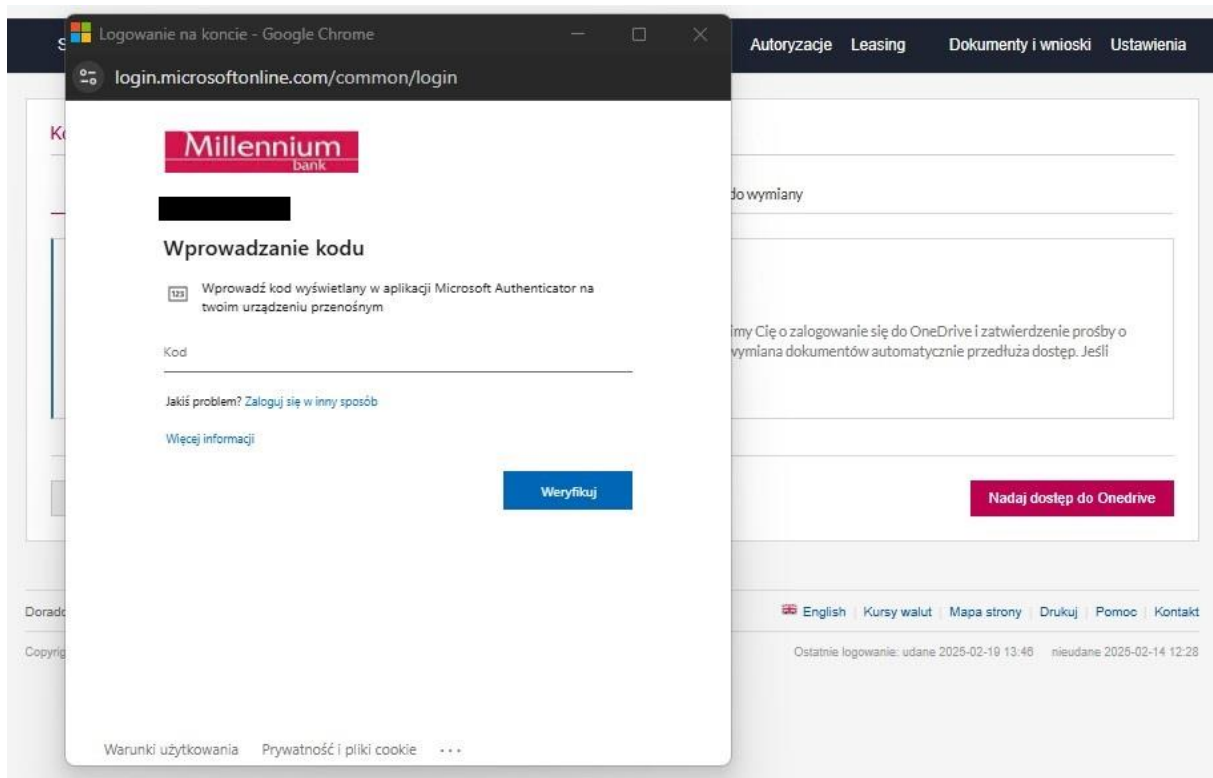 Logowanie na koncie - Google Chrome
login.microsoftonline.com/common/login
Autoryzacje Leasing Dokumenty i wnioski Ustawienia
Millennium
bank
do wymiany
Wprowadzanie kodu
123
Wprowadź kod wyświetlany w aplikacji Microsoft Authenticator na
twoim urządzeniu przenośnym
Kod
Jakiś problem? Zaloguj się w inny sposób
Więcej informacji
Weryfikuj
imy Cię o zalogowanie się do OneDrive i zatwierdzenie prośby o
wymiana dokumentów automatycznie przedłuża dostęp. Jeśli
Nadaj dostęp do Onedrive
Dorad
English Kursy walut Mapa strony Drukuj Pomoc Kontakt
Copyrig
Ostatnie logowanie: udane 2025-02-19 13:46 nieudane 2025-02-14 12:28
Warunki użytkowania Prywatność i pliki cookie ...